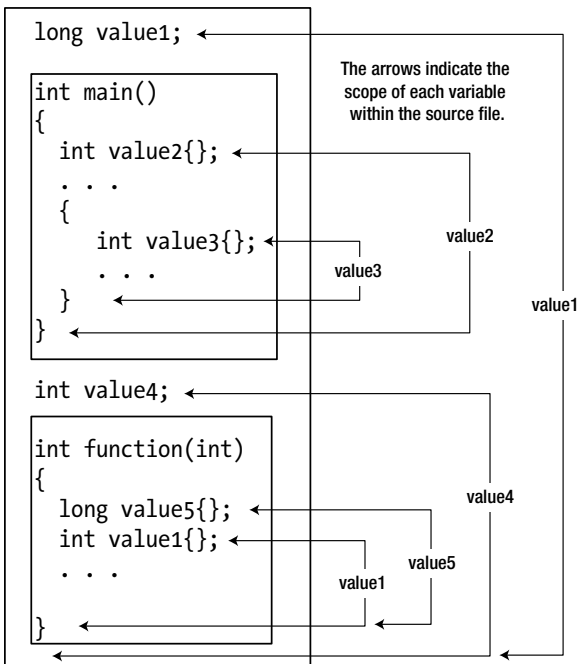 long value1;
The arrows indicate the
scope of each variable
within the source file.
int main()
{
int value2{};
. . .
{
int value3{};
. . .
}
}
value3
value2
value1
int value4;
int function(int)
{
long value5{};
int value1{};
. . .
}
value1
value5
value4